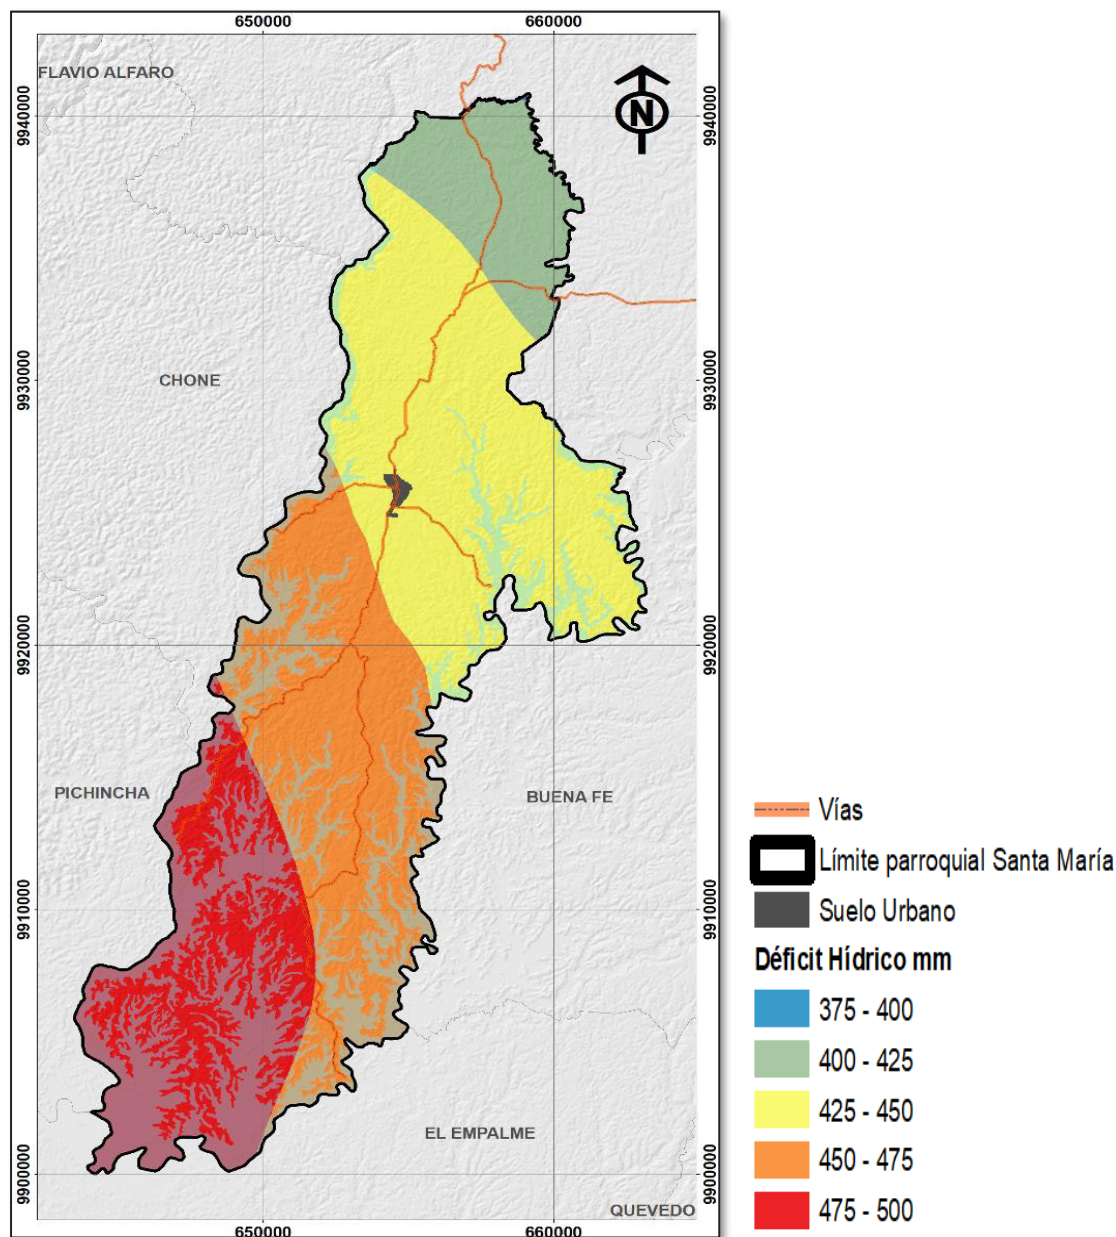 650000
660000
FLAVIO ALFARO
N
9940000
9940000
CHONE
9930000
9930000
9920000
9920000
PICHINCHA
BUENA FE
9910000
9910000
EL EMPALME
9900000
9900000
QUEVEDO
650000
660000
Vías
Límite parroquial Santa María
Suelo Urbano
Déficit Hídrico mm
375 - 400
400 - 425
425 - 450
450 - 475
475 - 500